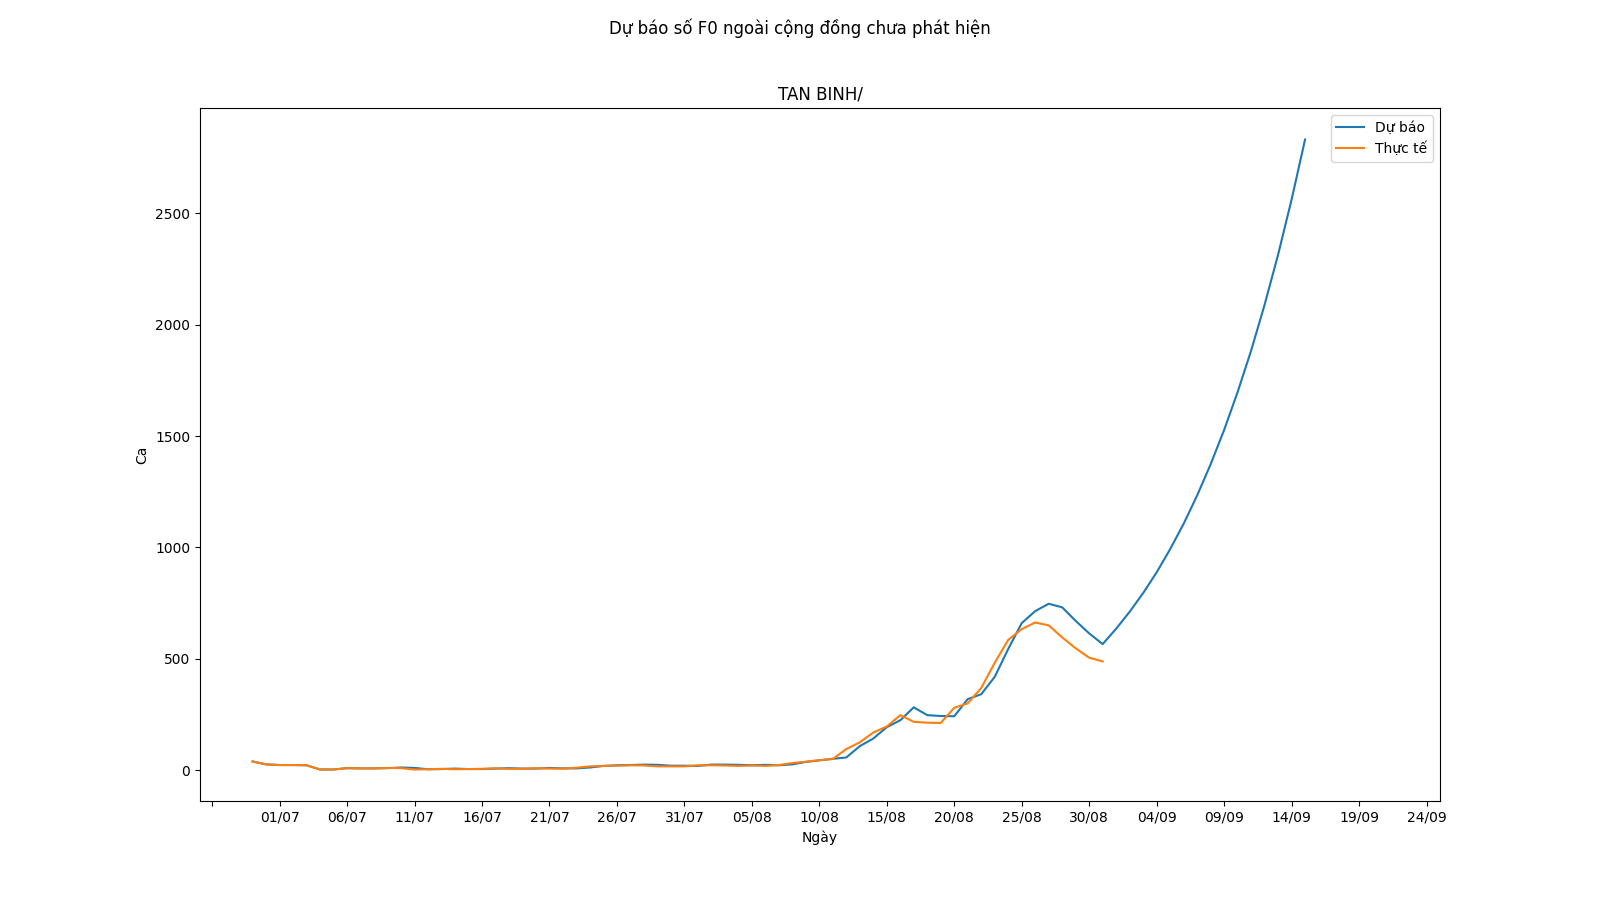 Dự báo số F0 ngoài cộng đồng chưa phát hiện
TAN BINH/
Dự báo
Thực tế
2500
2000
1500
1000
500
0
Ca
01/07 06/07 11/07 16/07 21/07 26/07 31/07 05/08 10/08 15/08 20/08 25/08 30/08 04/09 09/09 14/09 19/09 24/09
Ngày